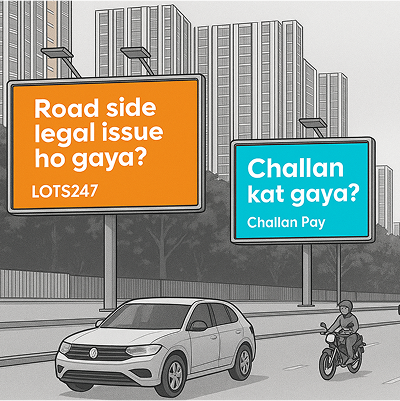 Road side
legal issue
ho gaya?
LOTS247
Challan
kat gaya?
Challan Pay